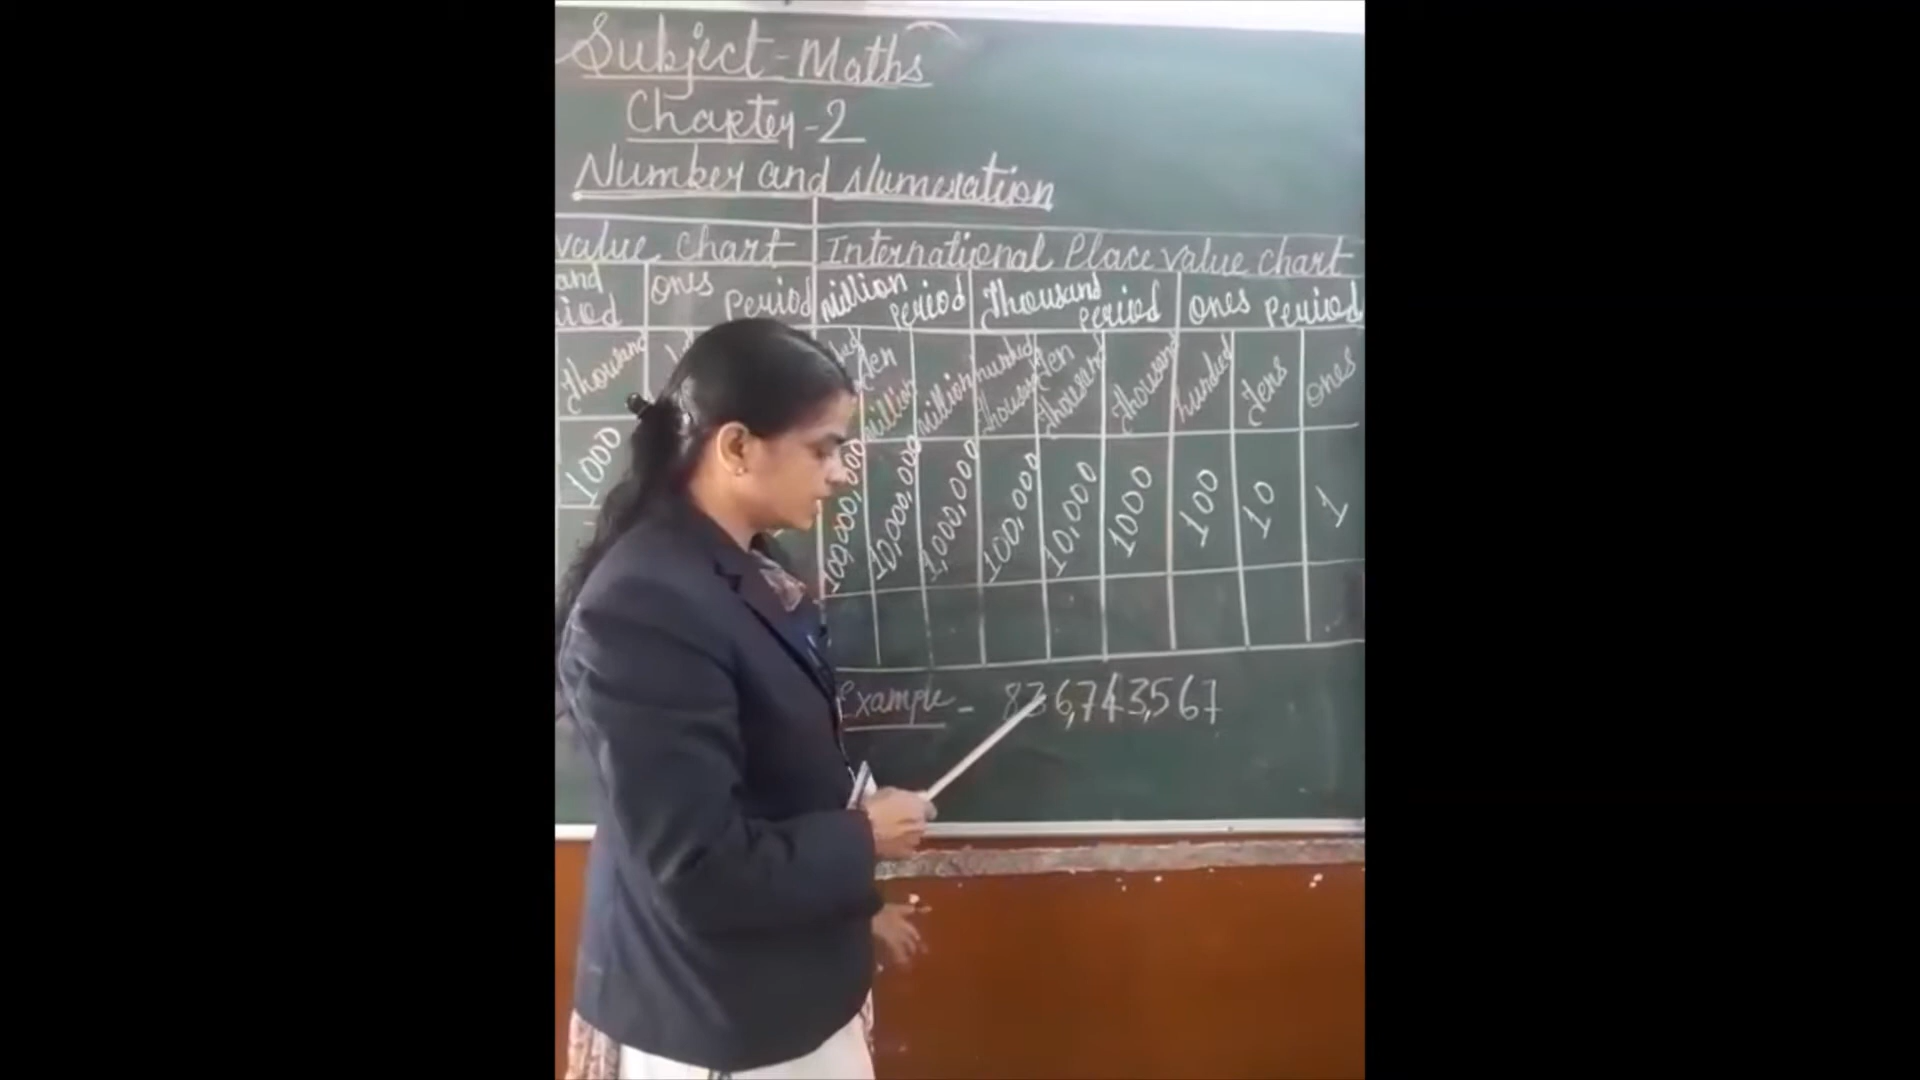 Subject - Maths
Chapter - 2
Number and Numeration
value chart International Place value chart
and ones Period million Period Thousand Period ones Period
iod
Thousand Ten million million hundred Thousand Ten Thousand Thousand hundred Tens ones
1000 100,000,000 10,000,000 1,000,000 100,000 10,000 1000 100 10 1
Example - 836,743,567